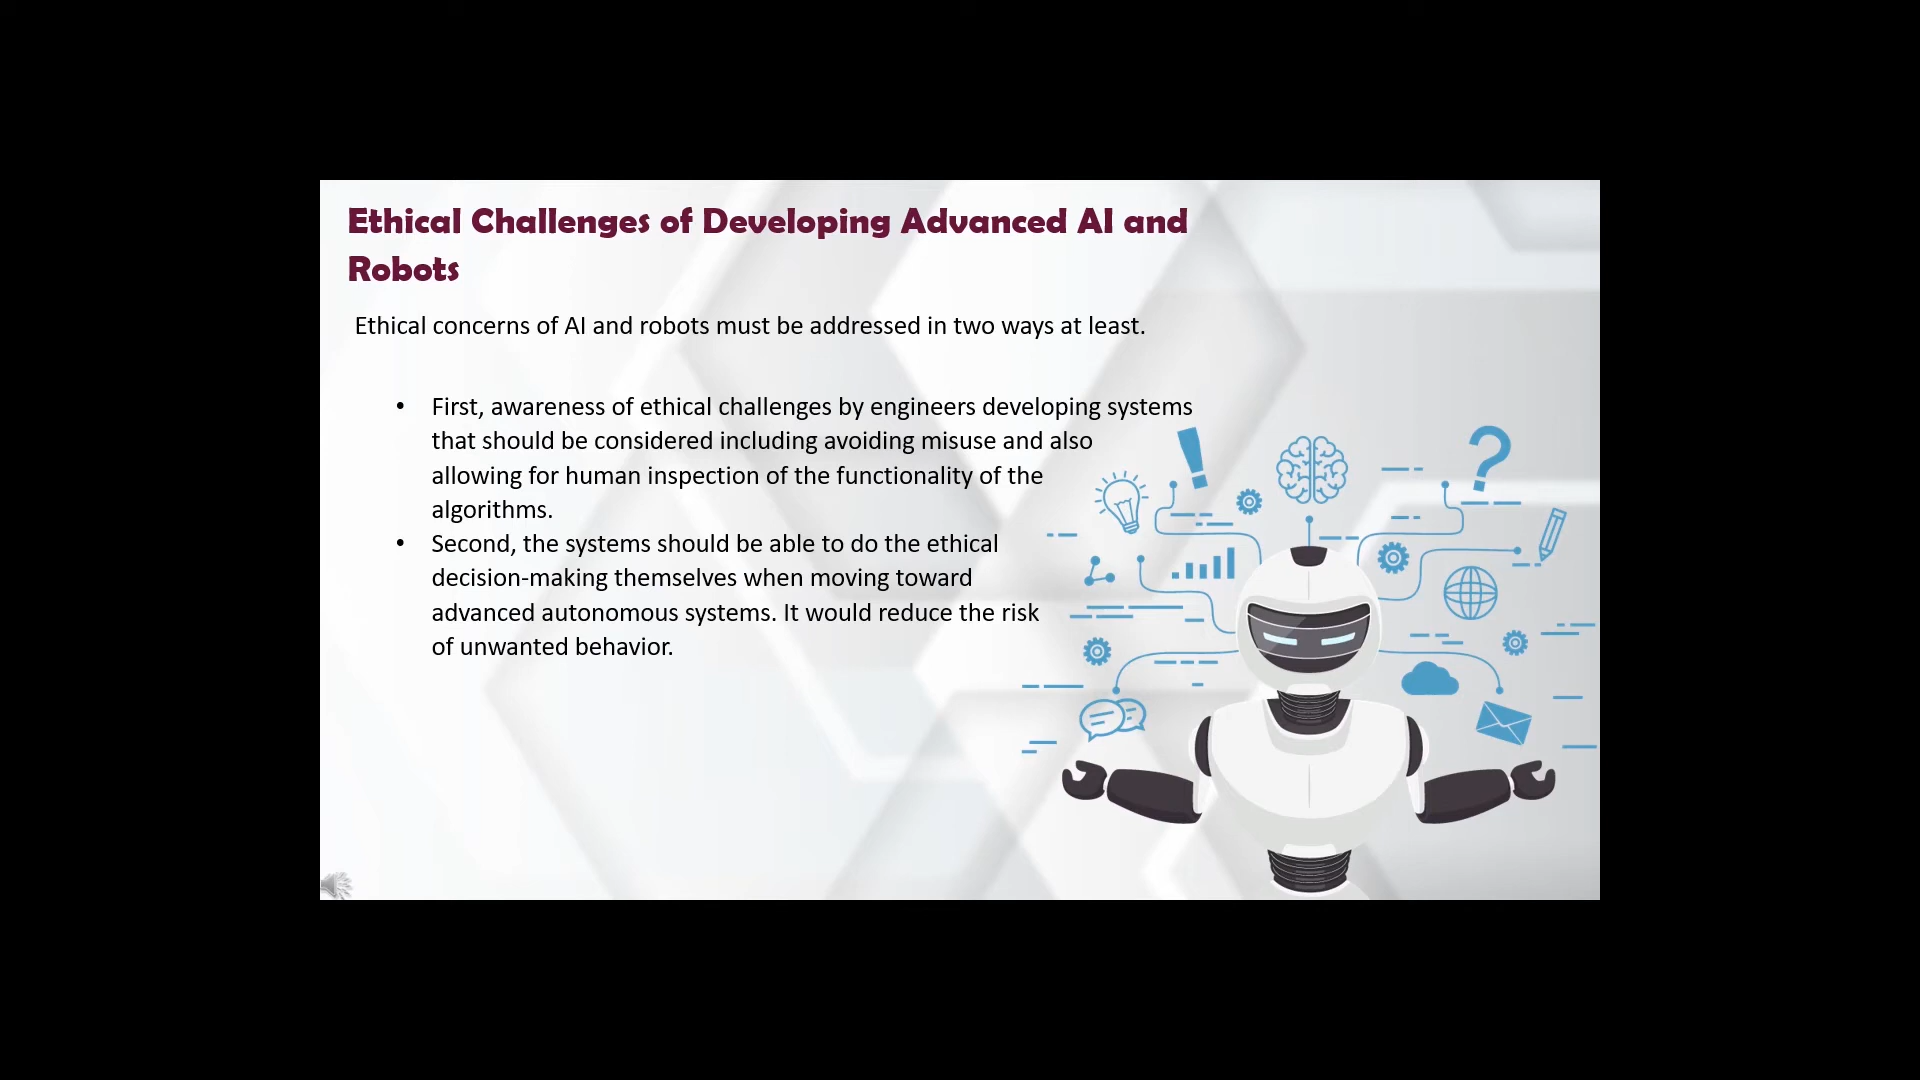 Ethical Challenges of Developing Advanced AI and
Robots
Ethical concerns of AI and robots must be addressed in two ways at least.
• First, awareness of ethical challenges by engineers developing systems
that should be considered including avoiding misuse and also
allowing for human inspection of the functionality of the
algorithms.
• Second, the systems should be able to do the ethical
decision-making themselves when moving toward
advanced autonomous systems. It would reduce the risk
of unwanted behavior.